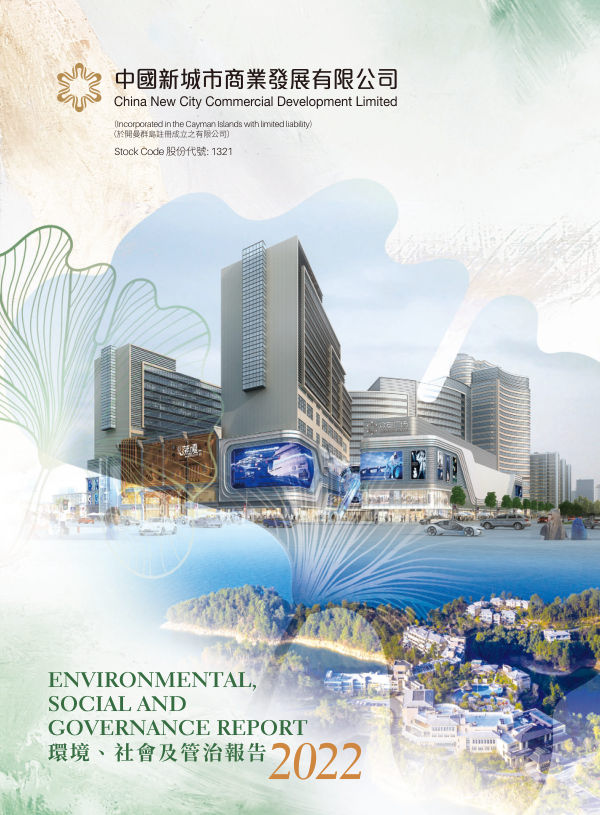 中國新城市商業發展有限公司
China New City Commercial Development Limited
(Incorporated in the Cayman Islands with limited liability)
(於開曼群島註冊成立之有限公司)
Stock Code 股份代號: 1321
ENVIRONMENTAL,
SOCIAL AND
GOVERNANCE REPORT
環境、社會及管治報告
2022